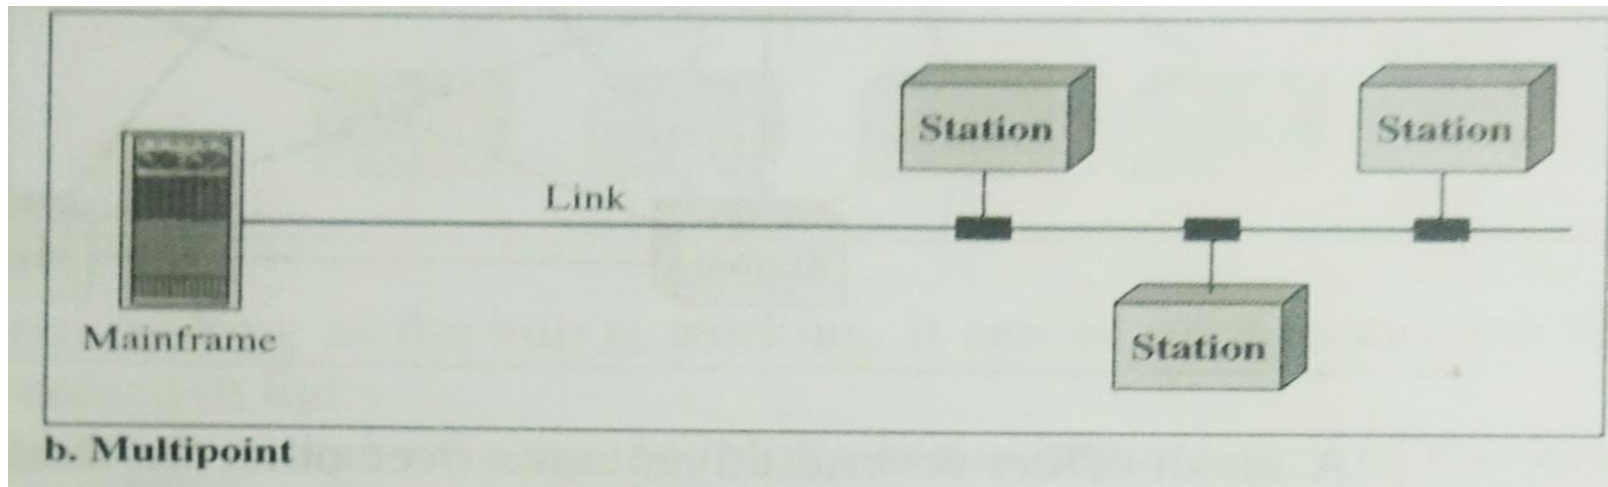 Station
Station
Link
Mainframe
Station
b. Multipoint